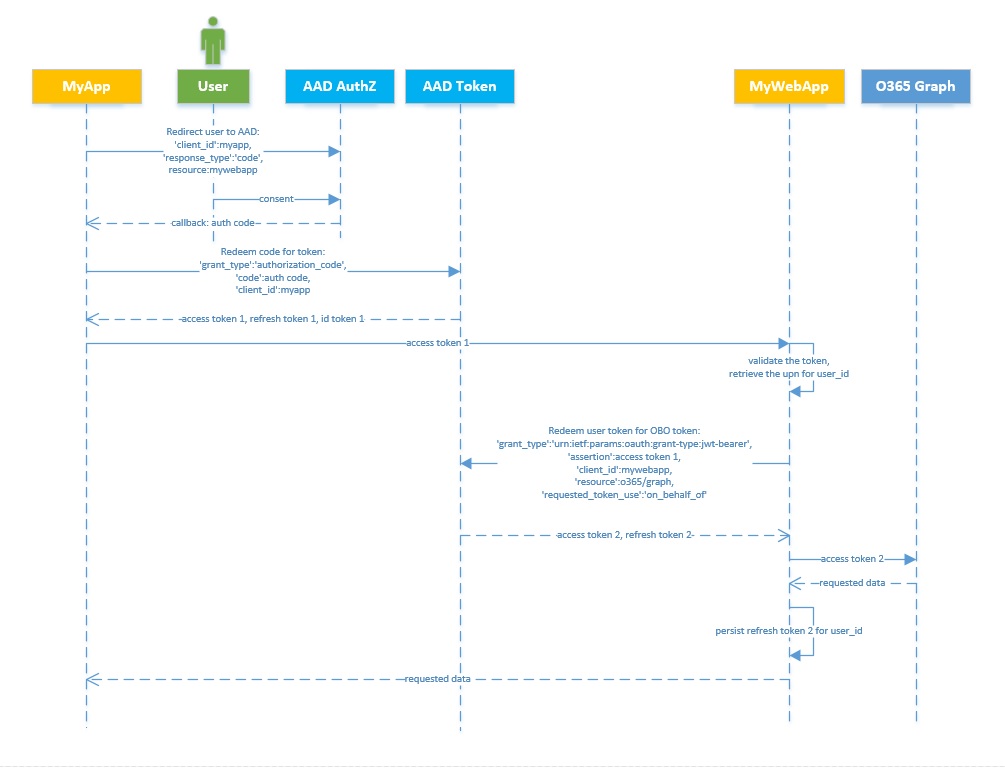 MyApp
User
AAD AuthZ
AAD Token
MyWebApp
O365 Graph
Redirect user to AAD:
'client_id':myapp,
'response_type':'code',
resource:mywebapp
consent
callback: auth code
Redeem code for token:
'grant_type':'authorization_code',
'code':auth code,
'client_id':myapp
access token 1, refresh token 1, id token 1
access token 1
validate the token,
retrieve the upn for user_id
Redeem user token for OBO token:
'grant_type':'urn:ietf:params:oauth:grant-type:jwt-bearer',
'assertion':access token 1,
'client_id':mywebapp,
'resource':o365/graph,
'requested_token_use':'on_behalf_of'
access token 2, refresh token 2
access token 2
requested data
persist refresh token 2 for user_id
requested data